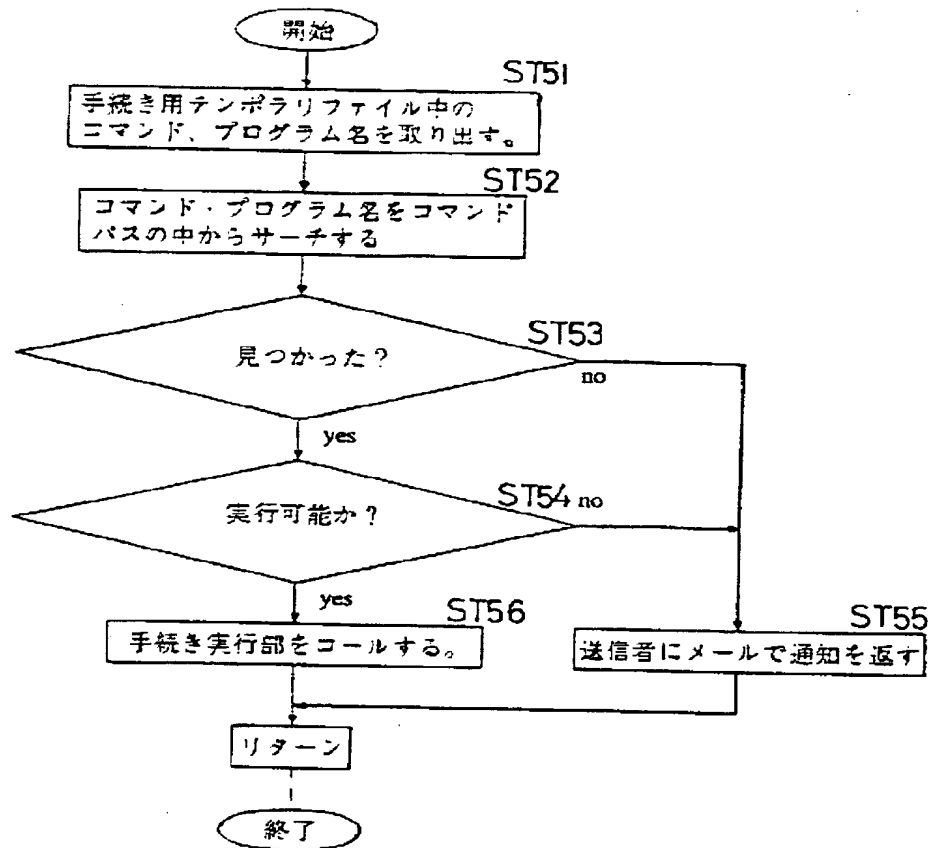 開始
ST51
手続き用テンポラリファイル中の
コマンド、プログラム名を取り出す。
ST52
コマンド・プログラム名をコマンド
パスの中からサーチする
ST53
見つかった?
no
yes
ST54 no
実行可能か?
yes
ST56
手続き実行部をコールする。
ST55
送信者にメールで通知を返す
リターン
終了